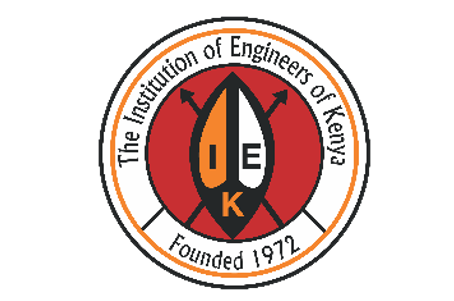 The Institution of Engineers of Kenya
I E
K
Founded 1972